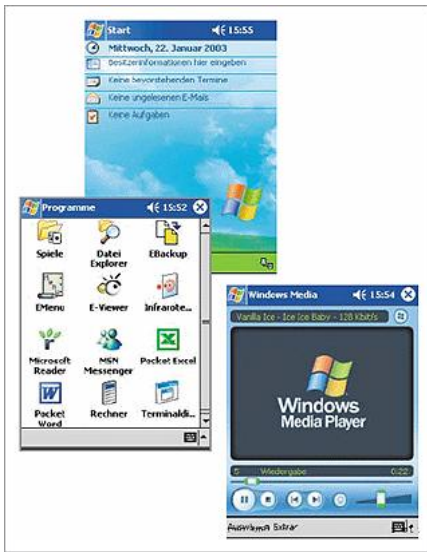 Start 15:55
Mittwoch, 22. Januar 2003
Besitzerinformationen hier eingeben
Keine bevorstehenden Termine
Keine ungelesenen E-Mails
Keine Aufgaben
Programme 15:52
Spiele
Datei Explorer
EBackup
EMenu
E-Viewer
Infrarote...
Microsoft Reader
MSN Messenger
Pocket Excel
Pocket Word
Rechner
Terminaldi...
Windows Media 15:54
Vanilla Ice - Ice Ice Baby - 128 Kbit/s
Windows
Media Player
5 Wiedergabe 0:22
Extras